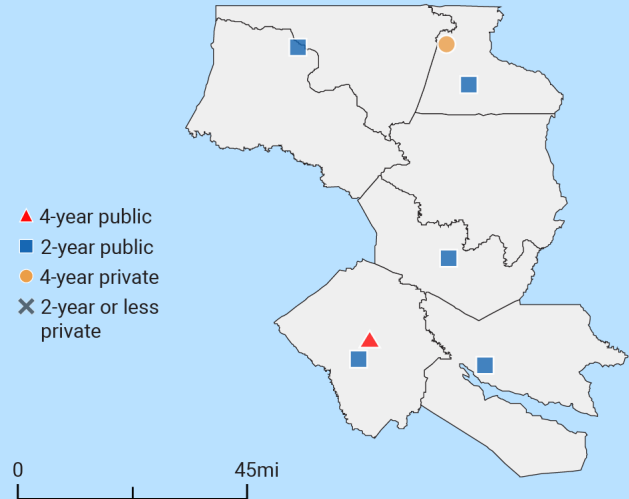 4-year public
2-year public
4-year private
2-year or less
private
0
45mi